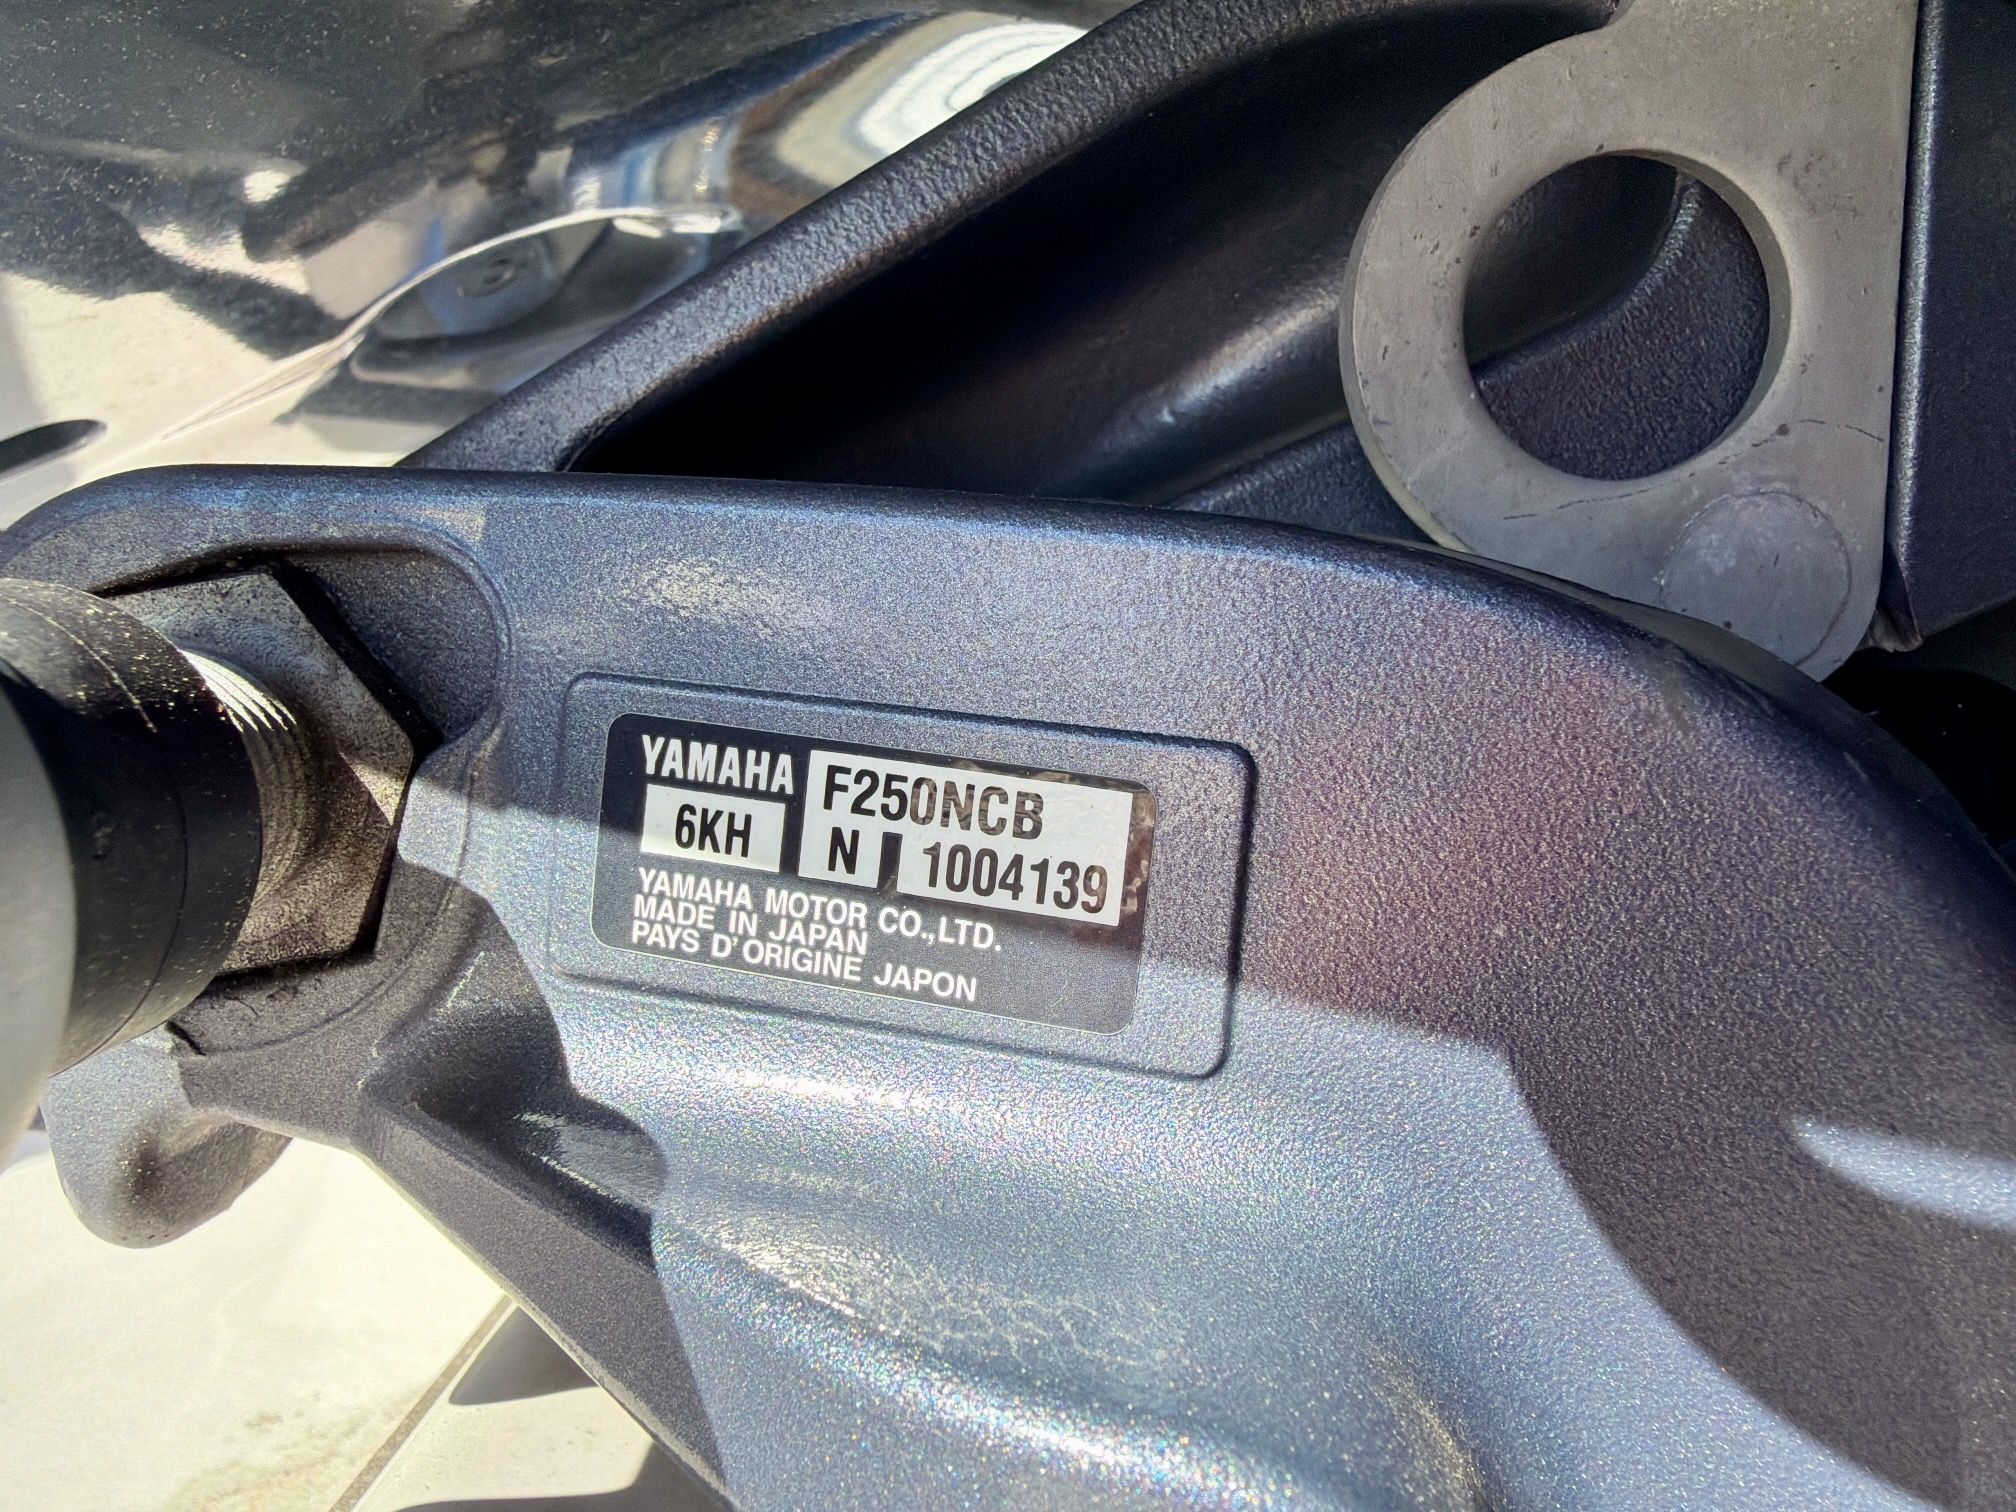 YAMAHA F250NCB
6KH N 1004139
YAMAHA MOTOR CO.,LTD.
MADE IN JAPAN
PAYS D'ORIGINE JAPON